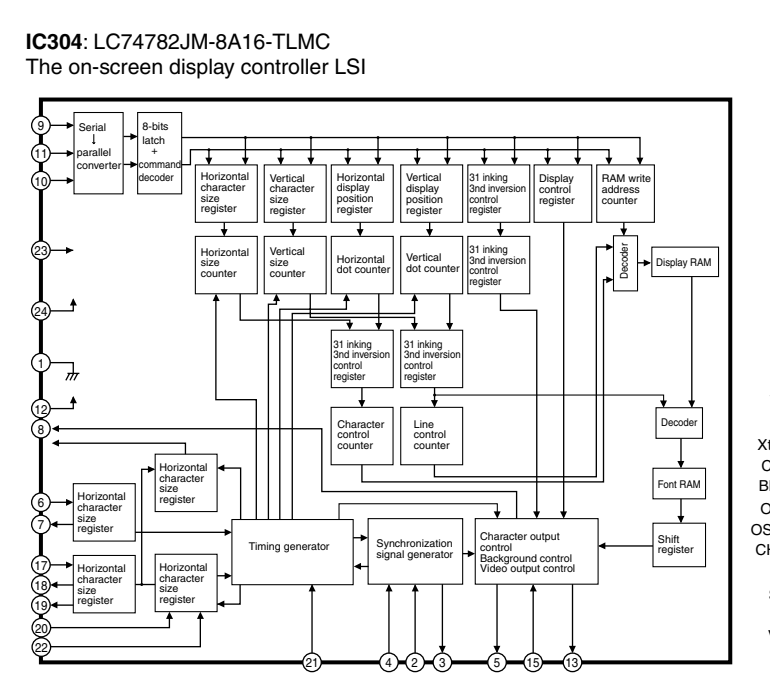 IC304: LC74782JM-8A16-TLMC
The on-screen display controller LSI
9
11
10
Serial
↓
parallel
converter
8-bits
latch
+
command
decoder
Horizontal
character
size
register
Vertical
character
size
register
Horizontal
display
position
register
Vertical
display
position
register
31 inking
3nd inversion
control
register
Display
control
register
RAM write
address
counter
23
Horizontal
size
counter
Vertical
size
counter
Horizontal
dot counter
Vertical
dot counter
31 inking
3nd inversion
control
register
Decoder
Display RAM
24
1
31 inking
3nd inversion
control
register
31 inking
3nd inversion
control
register
12
8
Character
control
counter
Line
control
counter
Decoder
Font RAM
Shift
register
Horizontal
character
size
register
6
7
Horizontal
character
size
register
Timing generator
Synchronization
signal generator
Character output
control
Background control
Video output control
17
18
19
Horizontal
character
size
register
Horizontal
character
size
register
20
22
21
4
2
3
5
15
13